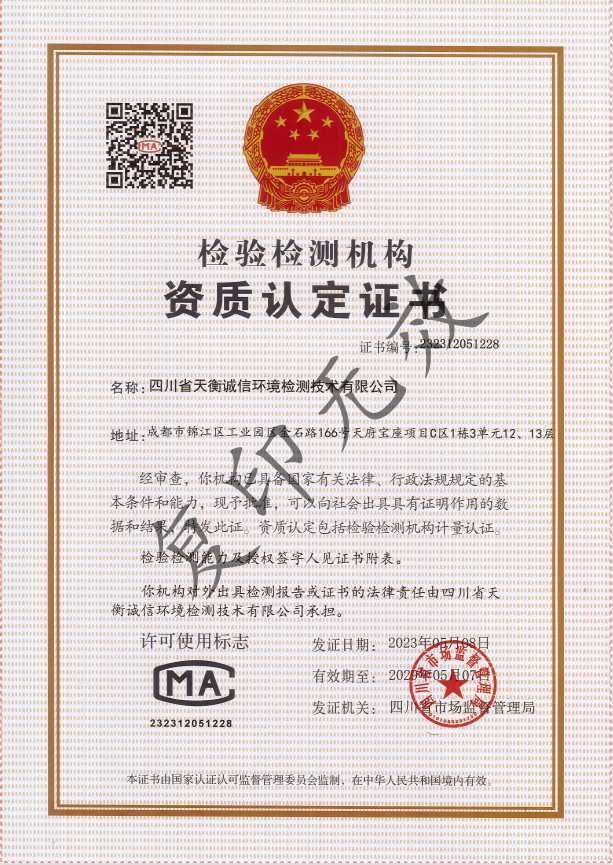 检验检测机构
资质认定证书
证书编号:232312051228
名称:四川省天衡诚信环境检测技术有限公司
地址:成都市锦江区工业园区金石路166号天府宝座项目C区1栋3单元12、13层
经审查，你机构已具备国家有关法律、行政法规规定的基
本条件和能力，现予批准，可以向社会出具具有证明作用的数
据和结果，特发此证。资质认定包括检验检测机构计量认证。
检验检测能力及授权签字人见证书附表。
你机构对外出具检测报告或证书的法律责任由四川省天
衡诚信环境检测技术有限公司承担。
许可使用标志
MA
232312051228
发证日期：2023年05月08日
有效期至：2029年05月07日
发证机关：四川省市场监督管理局
四川省市场监督管理局
本证书由国家认证认可监督管理委员会监制，在中华人民共和国境内有效。
复印无效
MA